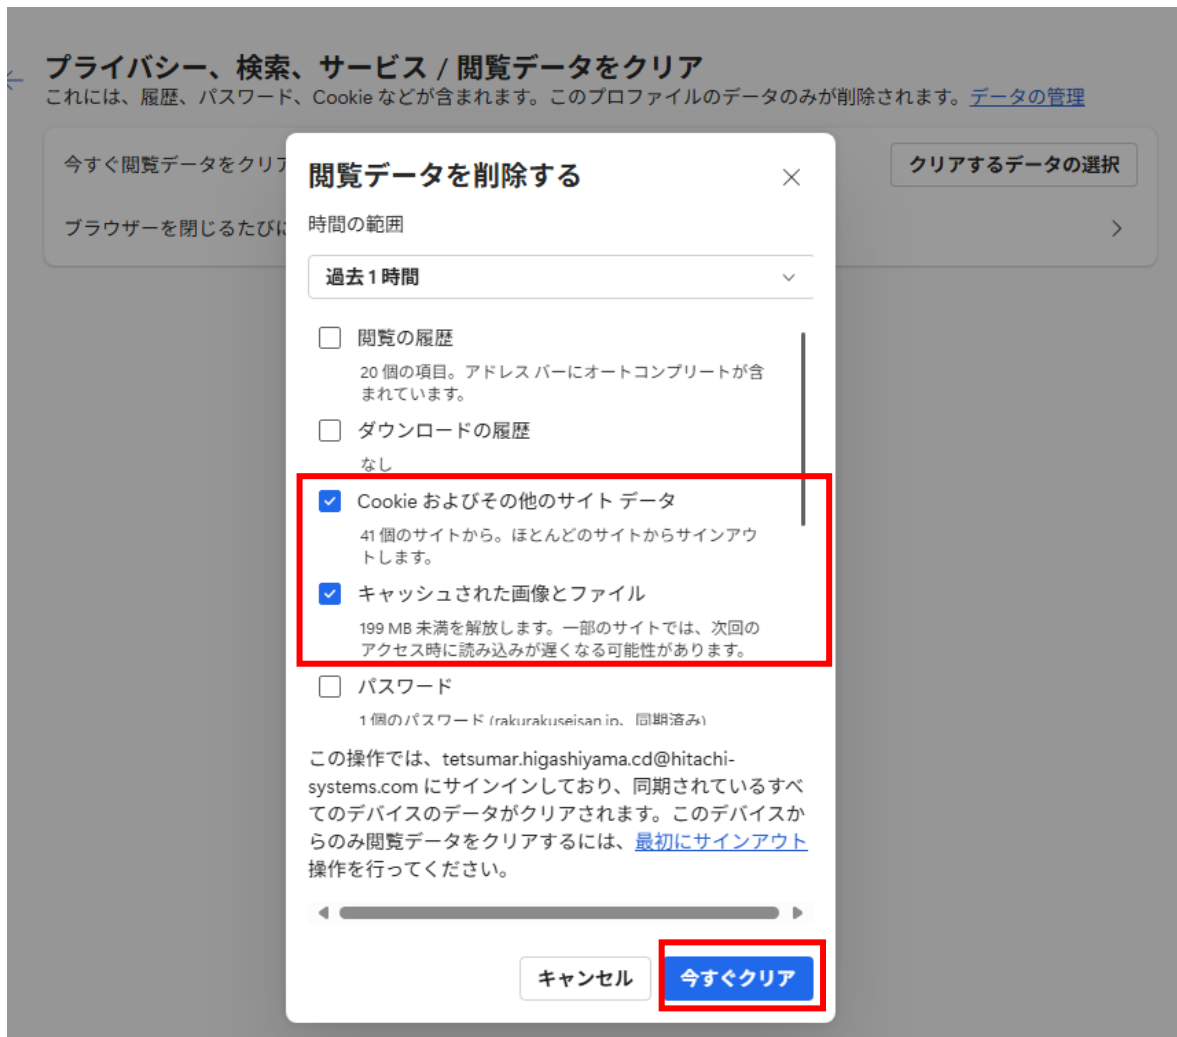 プライバシー、検索、サービス / 閲覧データをクリア
これには、履歴、パスワード、Cookie などが含まれます。このプロファイルのデータのみが削除されます。データの管理
今すぐ閲覧データをクリア
クリアするデータの選択
ブラウザーを閉じるたびに
閲覧データを削除する
時間の範囲
過去 1 時間
閲覧の履歴
20 個の項目。アドレス バーにオートコンプリートが含
まれています。
ダウンロードの履歴
なし
Cookie およびその他のサイト データ
41 個のサイトから。ほとんどのサイトからサインアウ
トします。
キャッシュされた画像とファイル
199 MB 未満を解放します。一部のサイトでは、次回の
アクセス時に読み込みが遅くなる可能性があります。
パスワード
1 個のパスワード (rakurakuseisan.jp、同期済み)
この操作では、tetsumar.higashiyama.cd@hitachi-
systems.com にサインインしており、同期されているすべ
てのデバイスのデータがクリアされます。このデバイスか
らのみ閲覧データをクリアするには、最初にサインアウト
操作を行ってください。
キャンセル
今すぐクリア